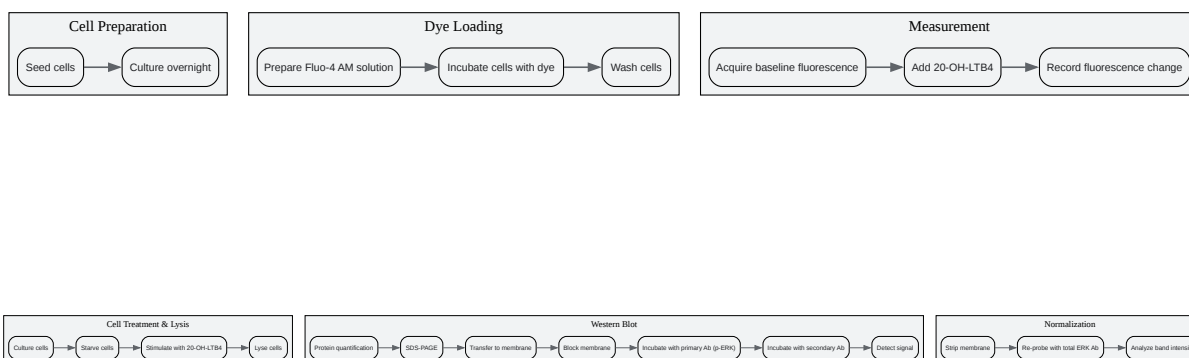 Cell Preparation
Seed cells
Culture overnight
Dye Loading
Prepare Fluo-4 AM solution
Incubate cells with dye
Wash cells
Measurement
Acquire baseline fluorescence
Add 20-OH-LTB4
Record fluorescence change
Cell Treatment & Lysis
Culture cells
Starve cells
Stimulate with 20-OH-LTB4
Lyse cells
Western Blot
Protein quantification
SDS-PAGE
Transfer to membrane
Block membrane
Incubate with primary Ab (p-ERK)
Incubate with secondary Ab
Detect signal
Normalization
Strip membrane
Re-probe with total ERK Ab
Analyze band